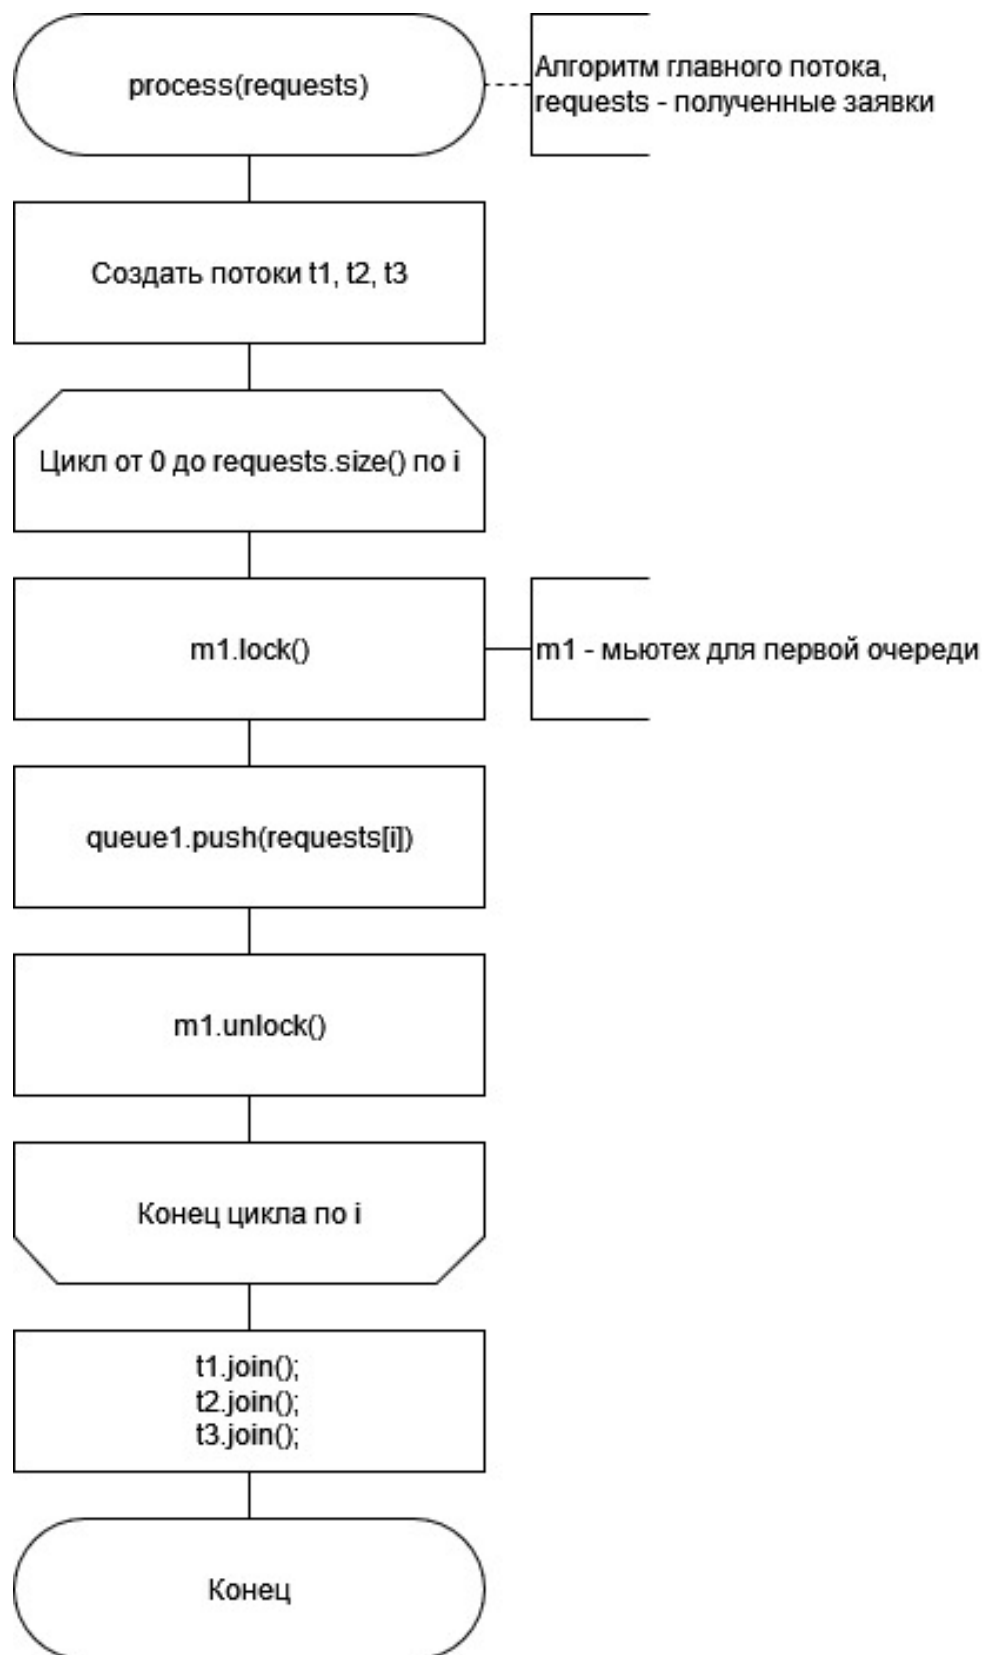 process(requests)
Алгоритм главного потока,
requests - полученные заявки
Создать потоки t1, t2, t3
Цикл от 0 до requests.size() по i
m1.lock()
m1 - мьютех для первой очереди
queue1.push(requests[i])
m1.unlock()
Конец цикла по i
t1.join();
t2.join();
t3.join();
Конец